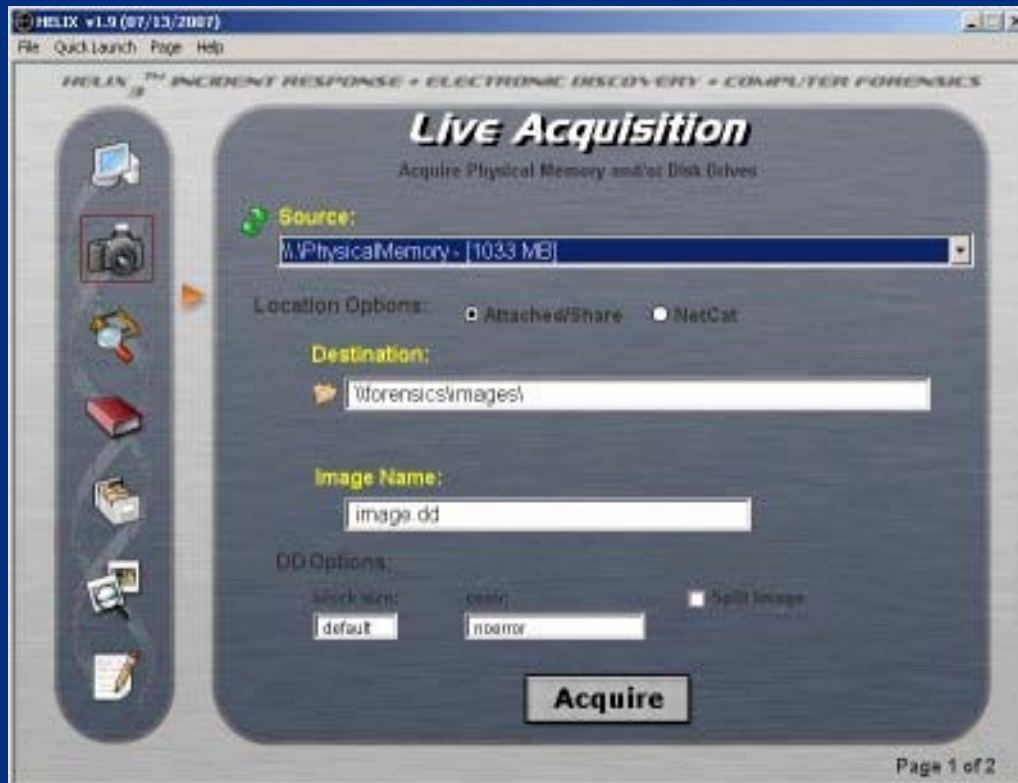 HELIX v1.9 (07/13/2007)
File Quick Launch Page Help
HELIX3™ INCIDENT RESPONSE • ELECTRONIC DISCOVERY • COMPUTER FORENSICS
Live Acquisition
Acquire Physical Memory and/or Disk Drives
Source:
\\.\PhysicalMemory - [1033 MB]
Location Options: Attached/Share NetCat
Destination:
\\forensics\images\
Image Name:
image.dd
DD Options:
block size: conv: Split Image
default noerror
Acquire
Page 1 of 2